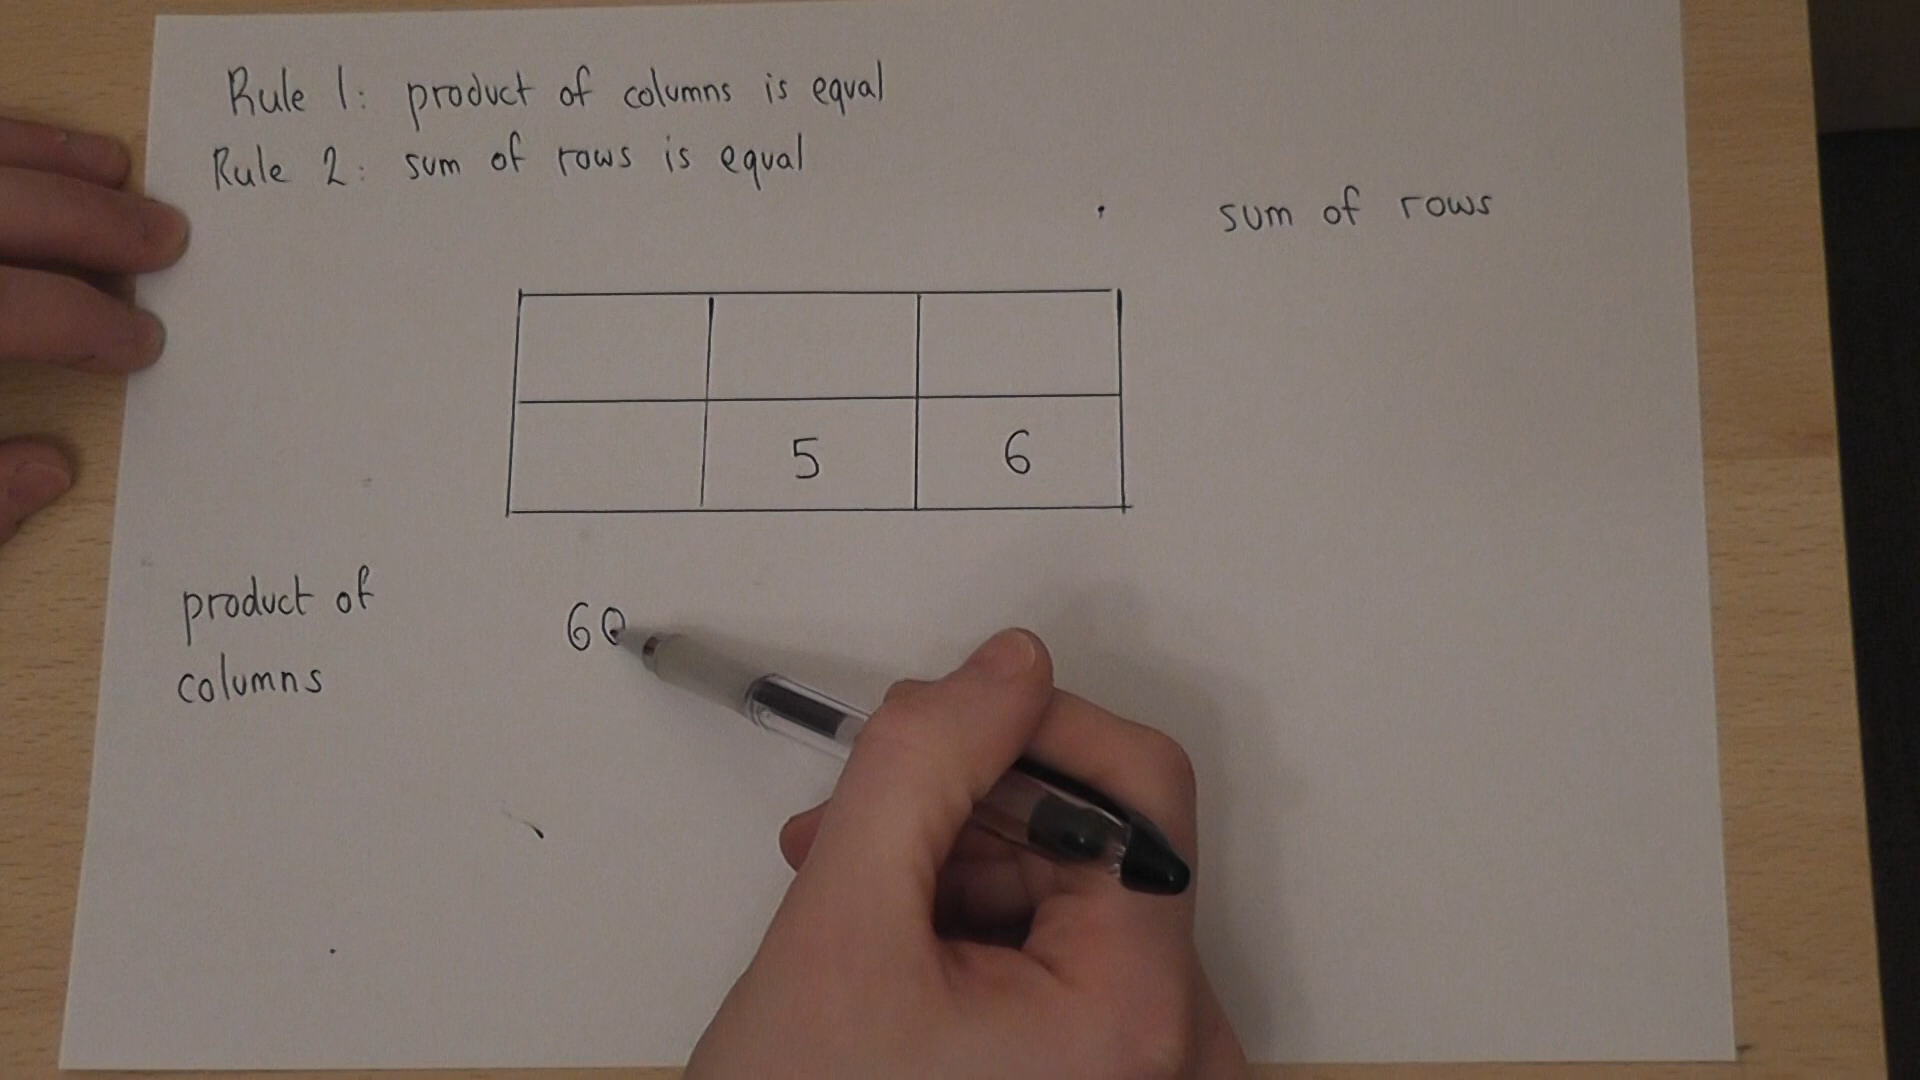 Rule 1: product of columns is equal
Rule 2: sum of rows is equal
sum of rows
5 6
product of
columns
60